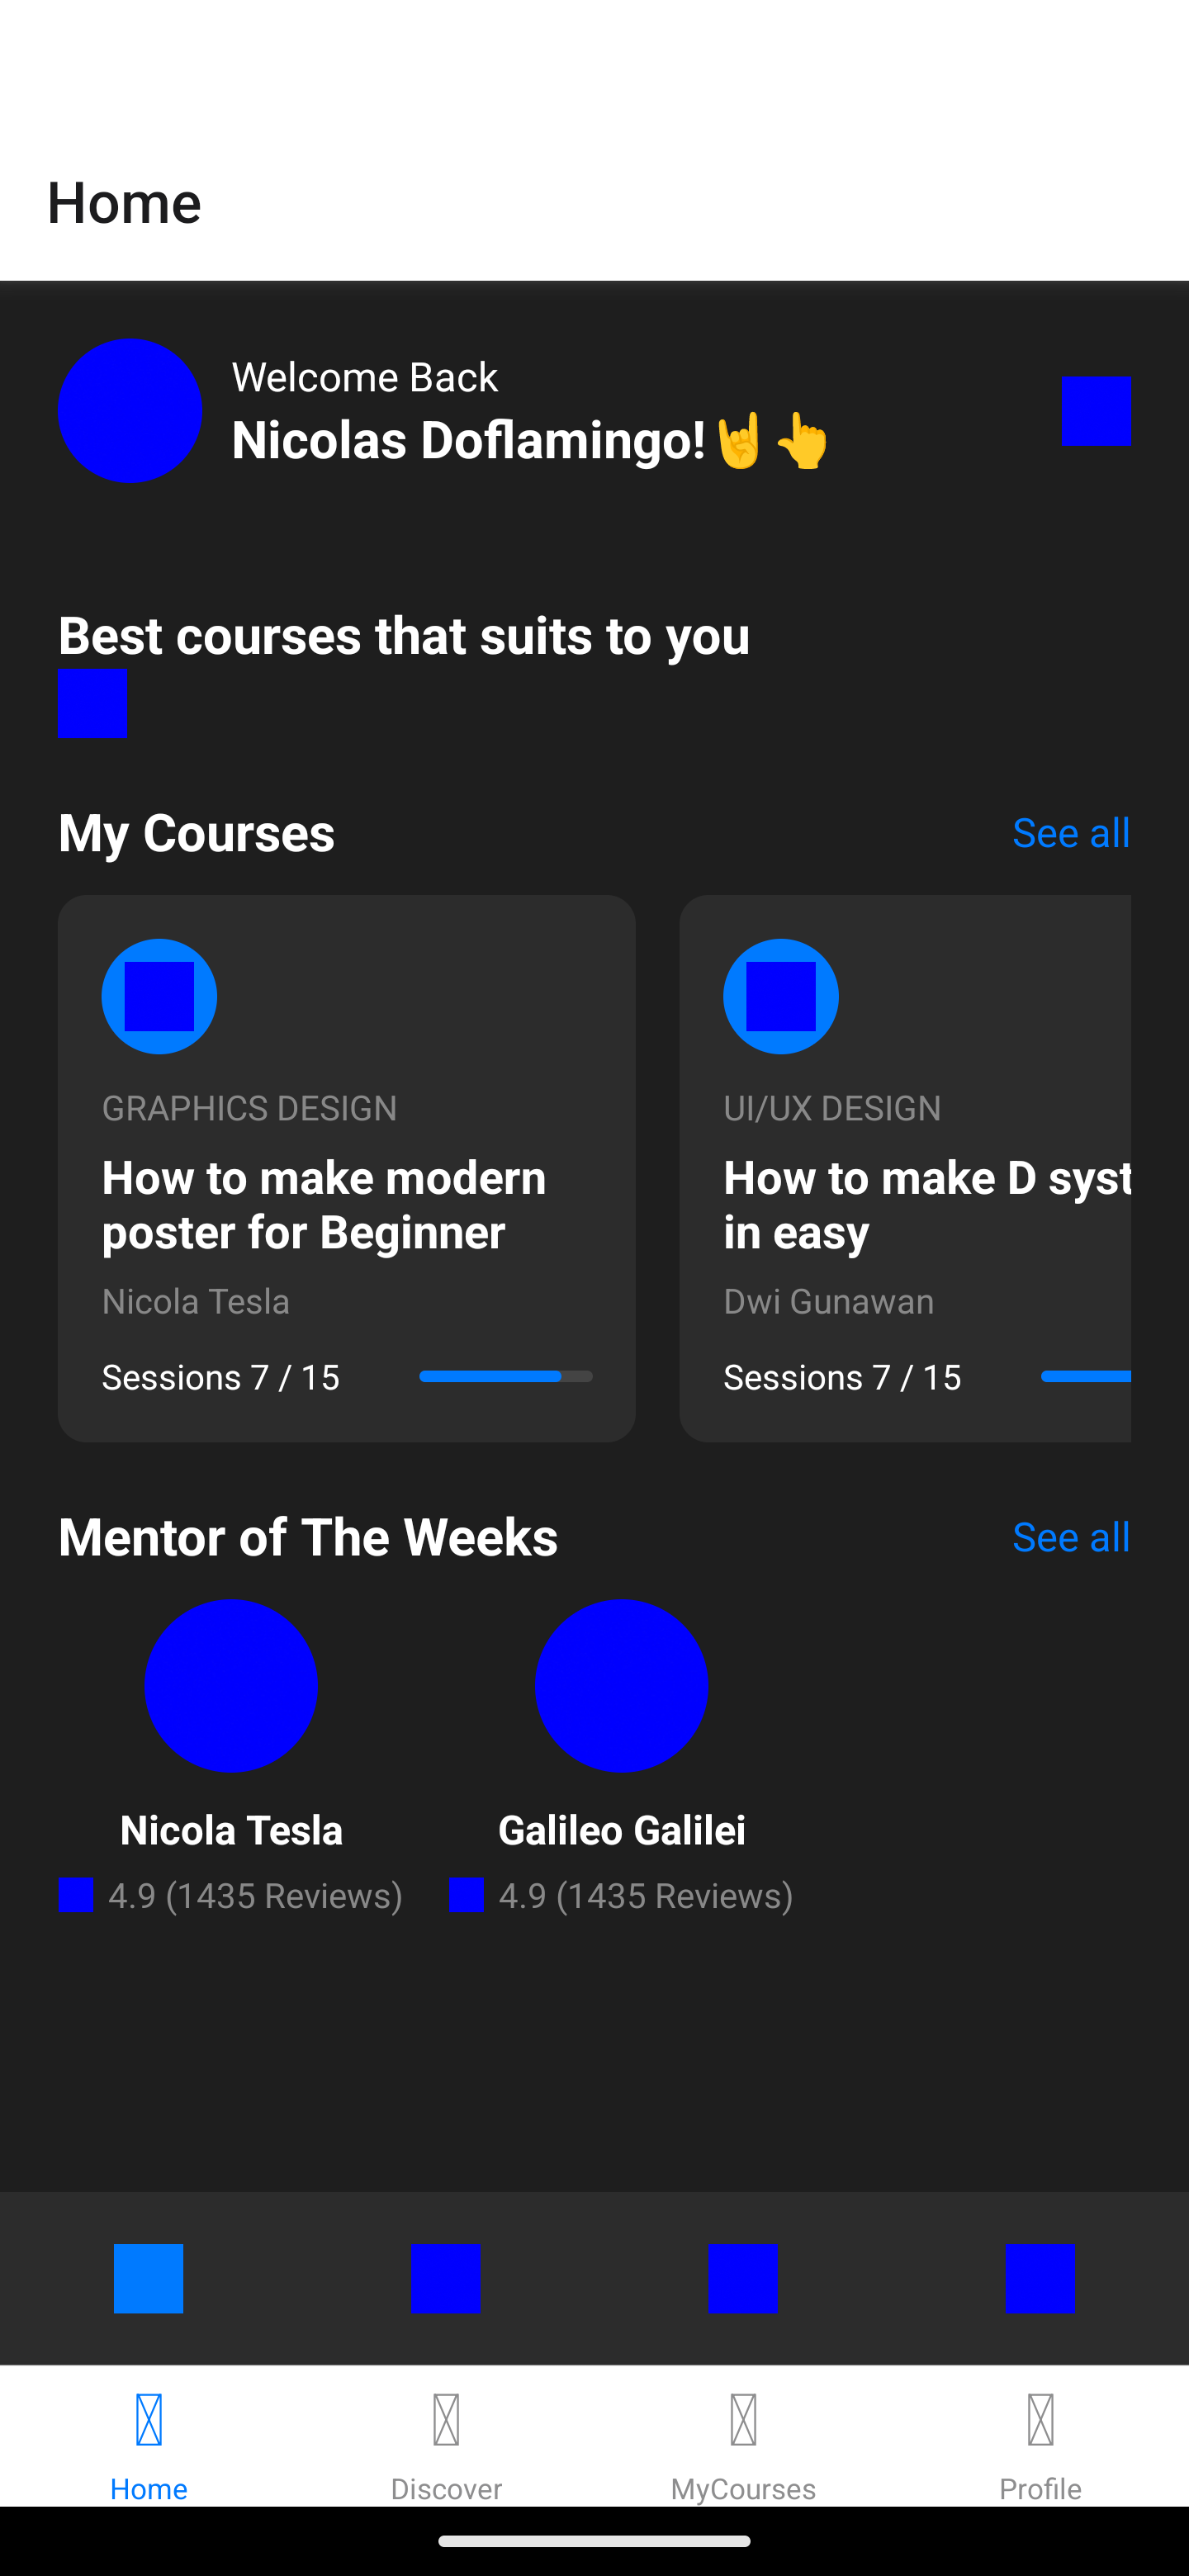 Home
Welcome Back
Nicolas Doflamingo!🤘👆
Best courses that suits to you
My Courses
See all
GRAPHICS DESIGN
How to make modern
poster for Beginner
Nicola Tesla
Sessions 7 / 15
UI/UX DESIGN
How to make D syst
in easy
Dwi Gunawan
Sessions 7 / 15
Mentor of The Weeks
See all
Nicola Tesla
4.9 (1435 Reviews)
Galileo Galilei
4.9 (1435 Reviews)
Home
Discover
MyCourses
Profile